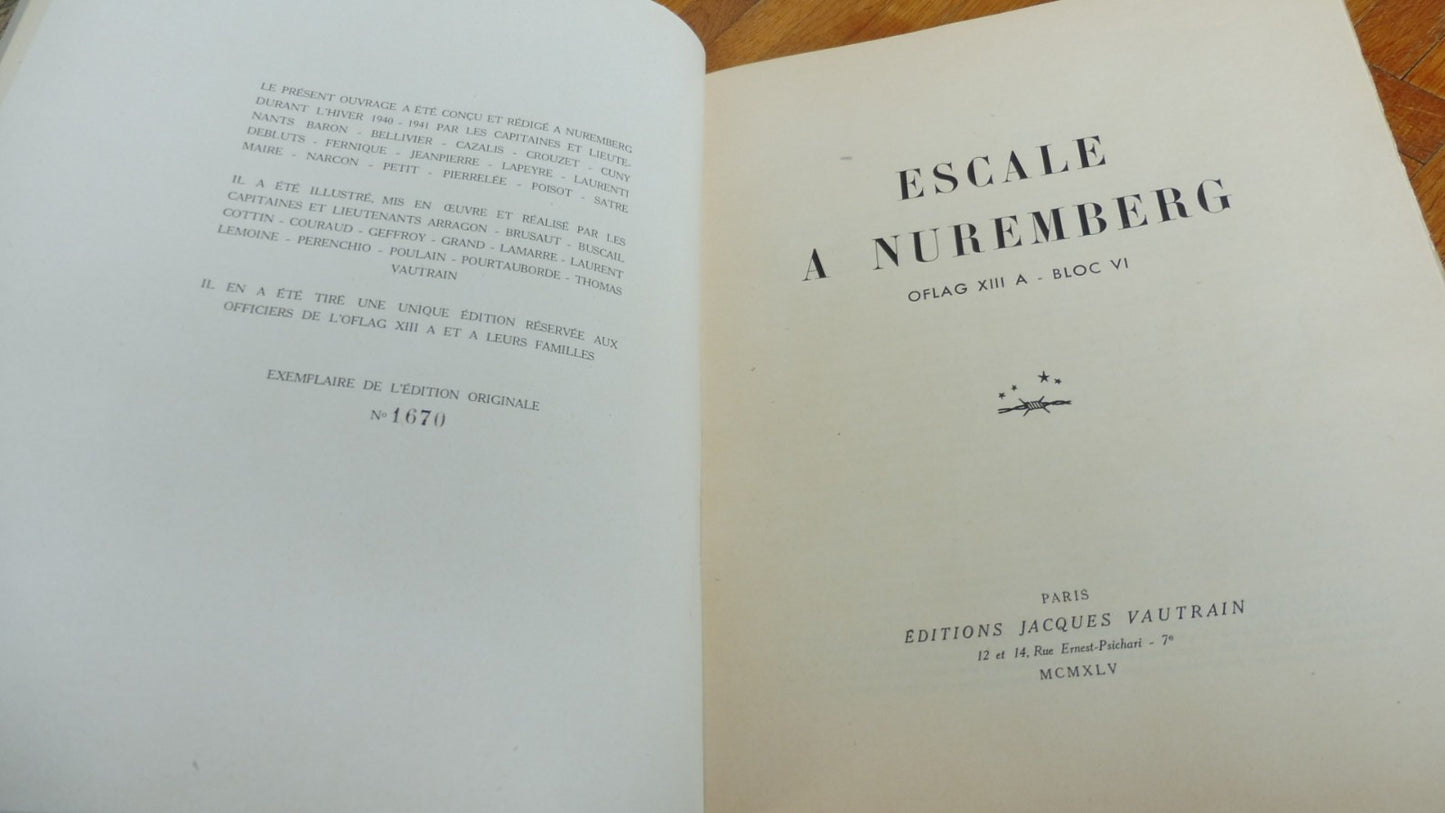 LE PRÉSENT OUVRAGE A ÉTÉ CONÇU ET RÉDIGÉ A NUREMBERG
DURANT L'HIVER 1940 - 1941 PAR LES CAPITAINES ET LIEUTE-
NANTS BARON - BELLIVIER - CAZALIS - CROUZET - CUNY
DEBLUTS - FERNIQUE - JEANPIERRE - LAPEYRE - LAURENTI
MAIRE - NARCON - PETIT - PIERRELÉE - POISOT - SATRE
IL A ÉTÉ ILLUSTRÉ, MIS EN ŒUVRE ET RÉALISÉ PAR LES
CAPITAINES ET LIEUTENANTS ARRAGON - BRUSAUT - BUSCAIL
COTTIN - COURAUD - GEFFROY - GRAND - LAMARRE - LAURENT
LEMOINE - PERENCHIO - POULAIN - POURTAUBORDE - THOMAS
VAUTRAIN
IL EN A ÉTÉ TIRÉ UNE UNIQUE ÉDITION RÉSERVÉE AUX
OFFICIERS DE L'OFLAG XIII A ET A LEURS FAMILLES
EXEMPLAIRE DE L'ÉDITION ORIGINALE
Nº 1670
ESCALE
A NUREMBERG
OFLAG XIII A - BLOC VI
PARIS
ÉDITIONS JACQUES VAUTRAIN
12 et 14, Rue Ernest-Psichari - 7e
MCMXLV